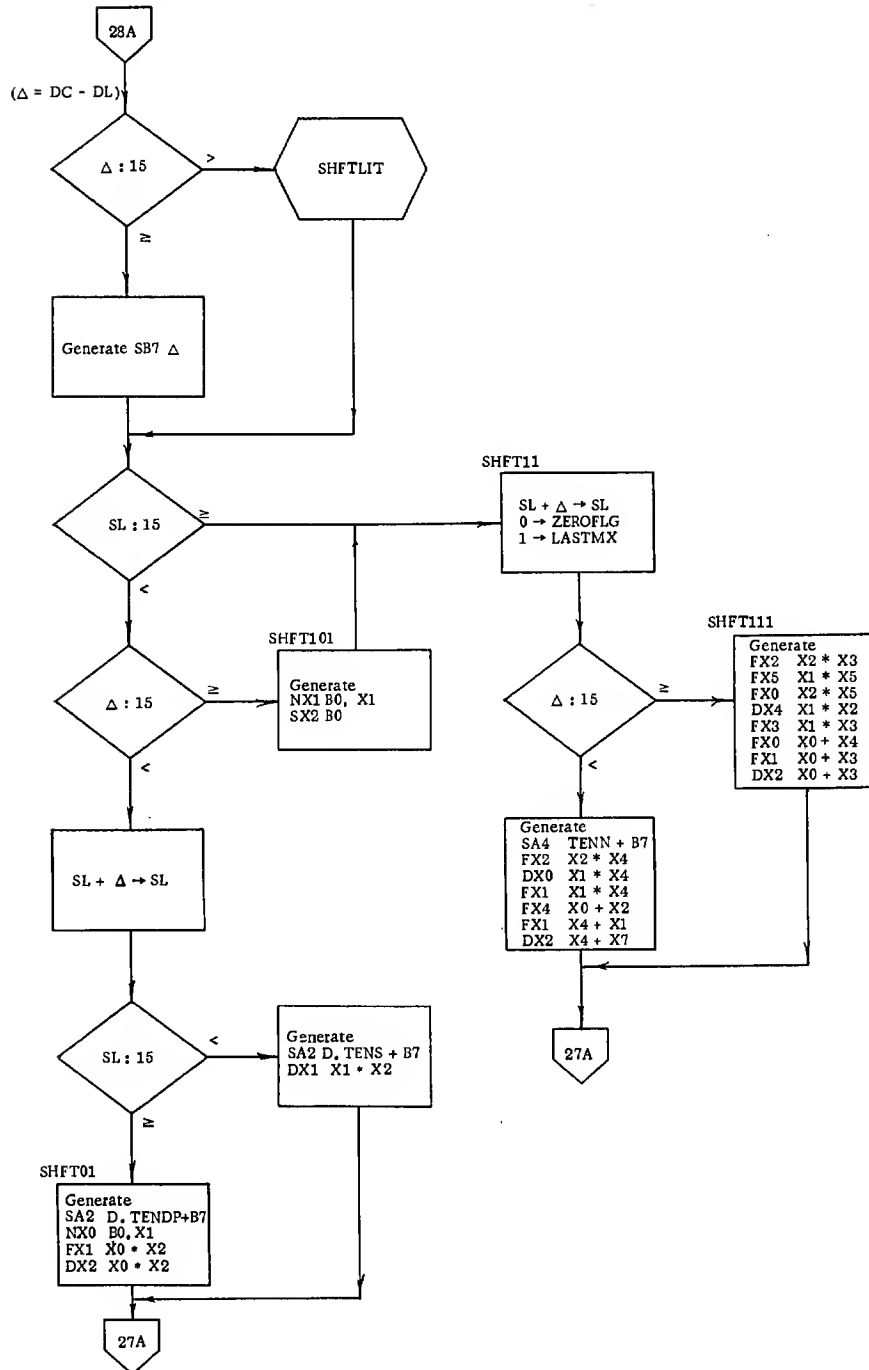 28A
(Δ = DC - DL)
Δ : 15
>
SHFTLIT
≥
Generate SB7 Δ
SHFT11
SL : 15
≥
SL + Δ → SL
0 → ZEROFLG
1 → LASTMX
<
SHFT101
SHFT111
Δ : 15
≥
Generate
NX1 B0, X1
SX2 B0
Δ : 15
≥
Generate
FX2 X2 * X3
FX5 X1 * X5
FX0 X2 * X5
DX4 X1 * X2
FX3 X1 * X3
FX0 X0 + X4
FX1 X0 + X3
DX2 X0 + X3
<
<
SL + Δ → SL
Generate
SA4 TENN + B7
FX2 X2 * X4
DX0 X1 * X4
FX1 X1 * X4
FX4 X0 + X2
FX1 X4 + X1
DX2 X4 + X7
SL : 15
<
Generate
SA2 D. TENS + B7
DX1 X1 * X2
27A
≥
SHFT01
Generate
SA2 D. TENDP+B7
NX0 B0, X1
FX1 X0 * X2
DX2 X0 * X2
27A